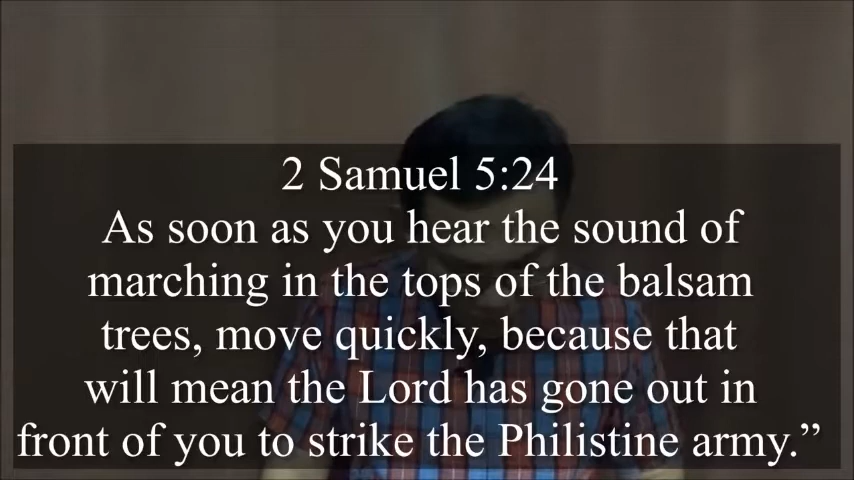 2 Samuel 5:24
As soon as you hear the sound of
marching in the tops of the balsam
trees, move quickly, because that
will mean the Lord has gone out in
front of you to strike the Philistine army.”